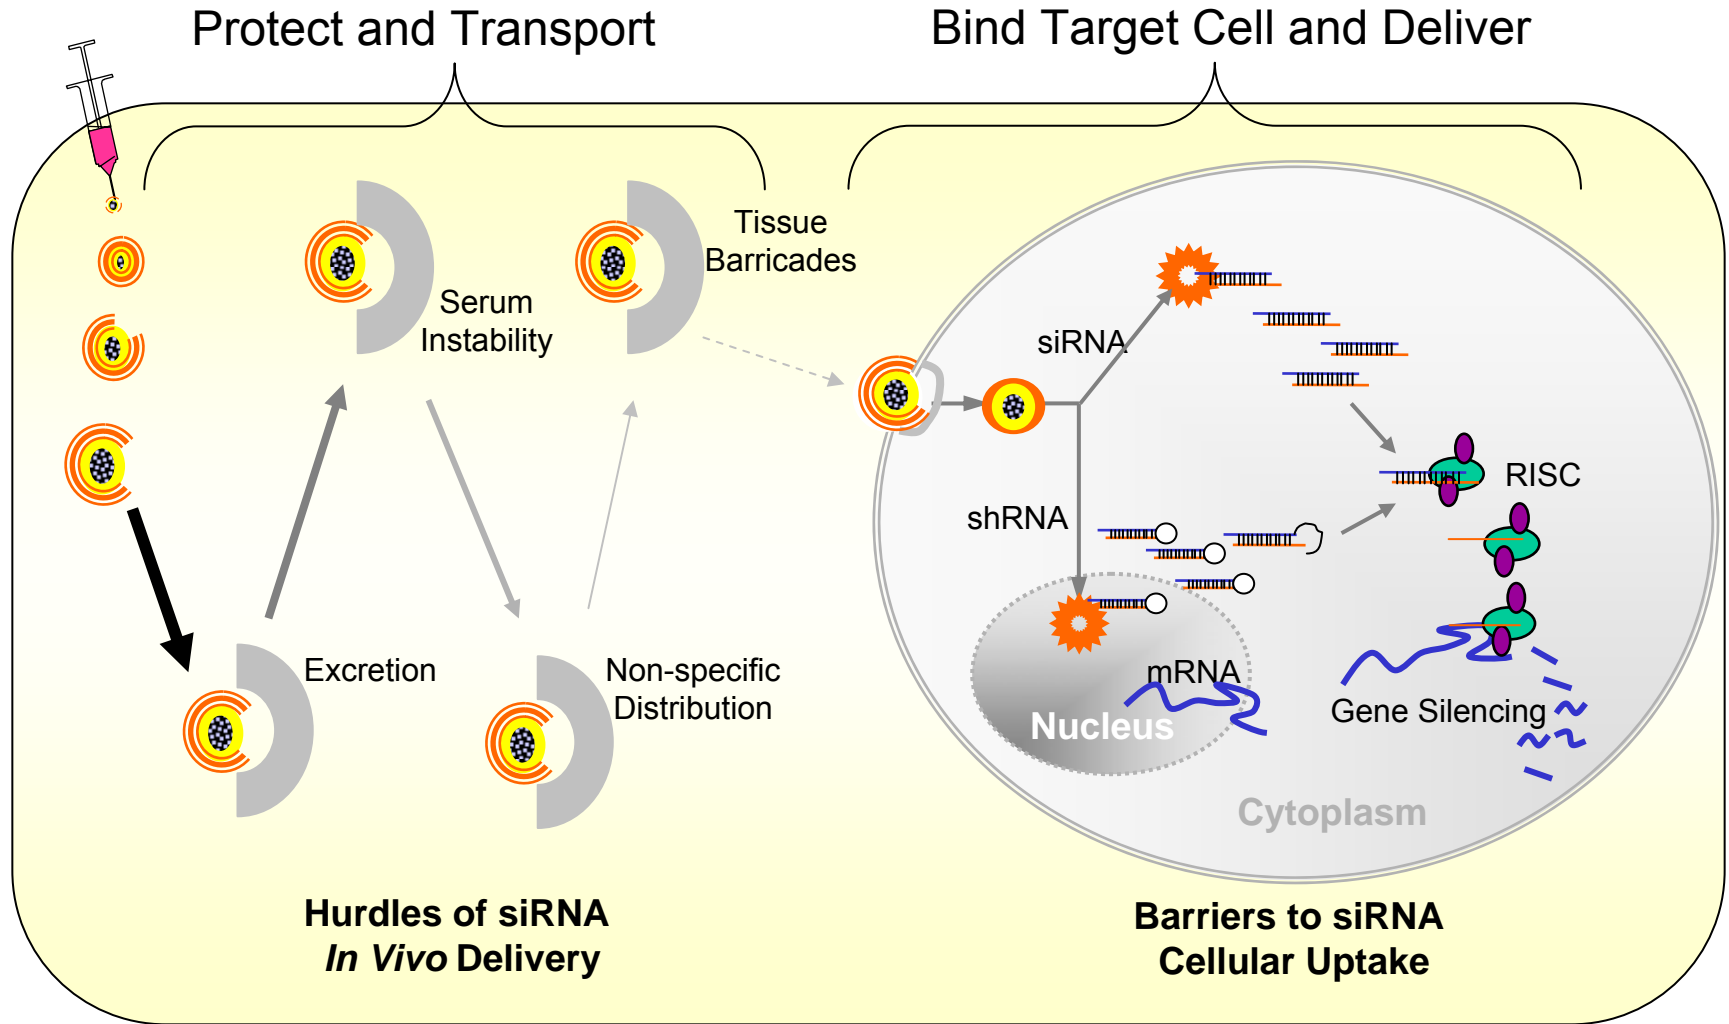 Protect and Transport
Bind Target Cell and Deliver
Tissue
Barricades
Serum
Instability
Excretion
Non-specific
Distribution
siRNA
shRNA
RISC
mRNA
Nucleus
Gene Silencing
Cytoplasm
Hurdles of siRNA
In Vivo Delivery
Barriers to siRNA
Cellular Uptake